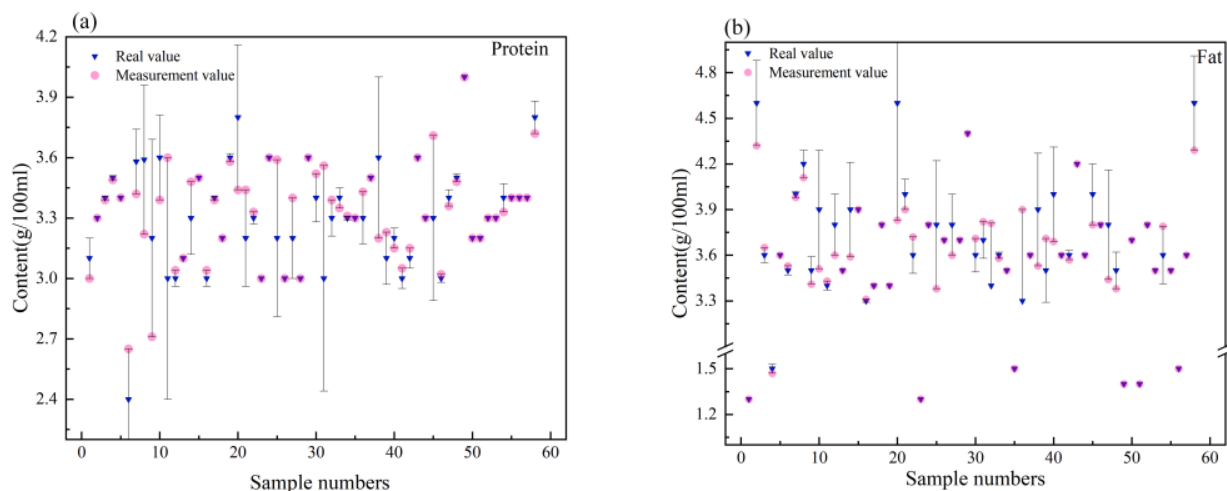 (a)
Protein
Real value
Measurement value
Content(g/100ml)
4.2
3.9
3.6
3.3
3.0
2.7
2.4
0 10 20 30 40 50 60
Sample numbers
(b)
Fat
Real value
Measurement value
Content(g/100ml)
4.8
4.5
4.2
3.9
3.6
3.3
1.5
1.2
0 10 20 30 40 50 60
Sample numbers